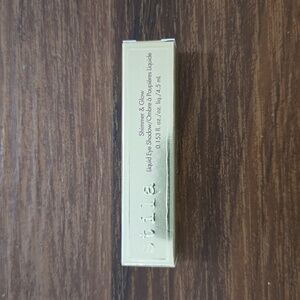 Shimmer & Glow
Liquid Eye Shadow/Ombre à Paupières Liquide
0.153 fl. oz./oz. liq./4.5 ml
stila